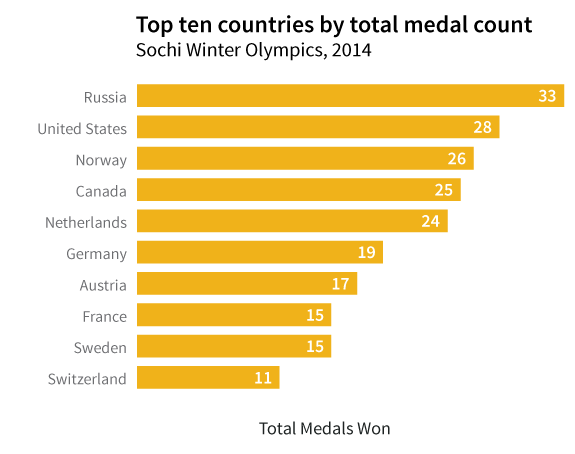 Top ten countries by total medal count
Sochi Winter Olympics, 2014
Russia 33
United States 28
Norway 26
Canada 25
Netherlands 24
Germany 19
Austria 17
France 15
Sweden 15
Switzerland 11
Total Medals Won